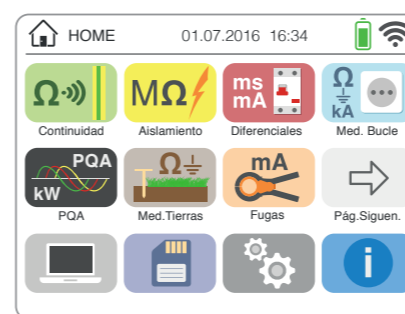 HOME 01.07.2016 16:34
Ω MΩ ms mA Ω kA
Continuidad Aislamiento Diferenciales Med. Bucle
PQA kW Ω mA
PQA Med.Tierras Fugas Pág.Siguen.
i